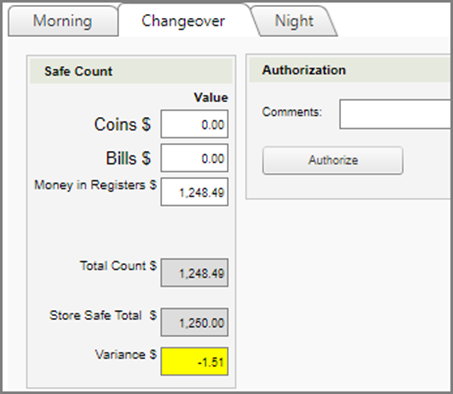 Morning Changeover Night
Safe Count
Value
Coins $ 0.00
Bills $ 0.00
Money in Registers $ 1,248.49
Total Count $ 1,248.49
Store Safe Total $ 1,250.00
Variance $ -1.51
Authorization
Comments:
Authorize